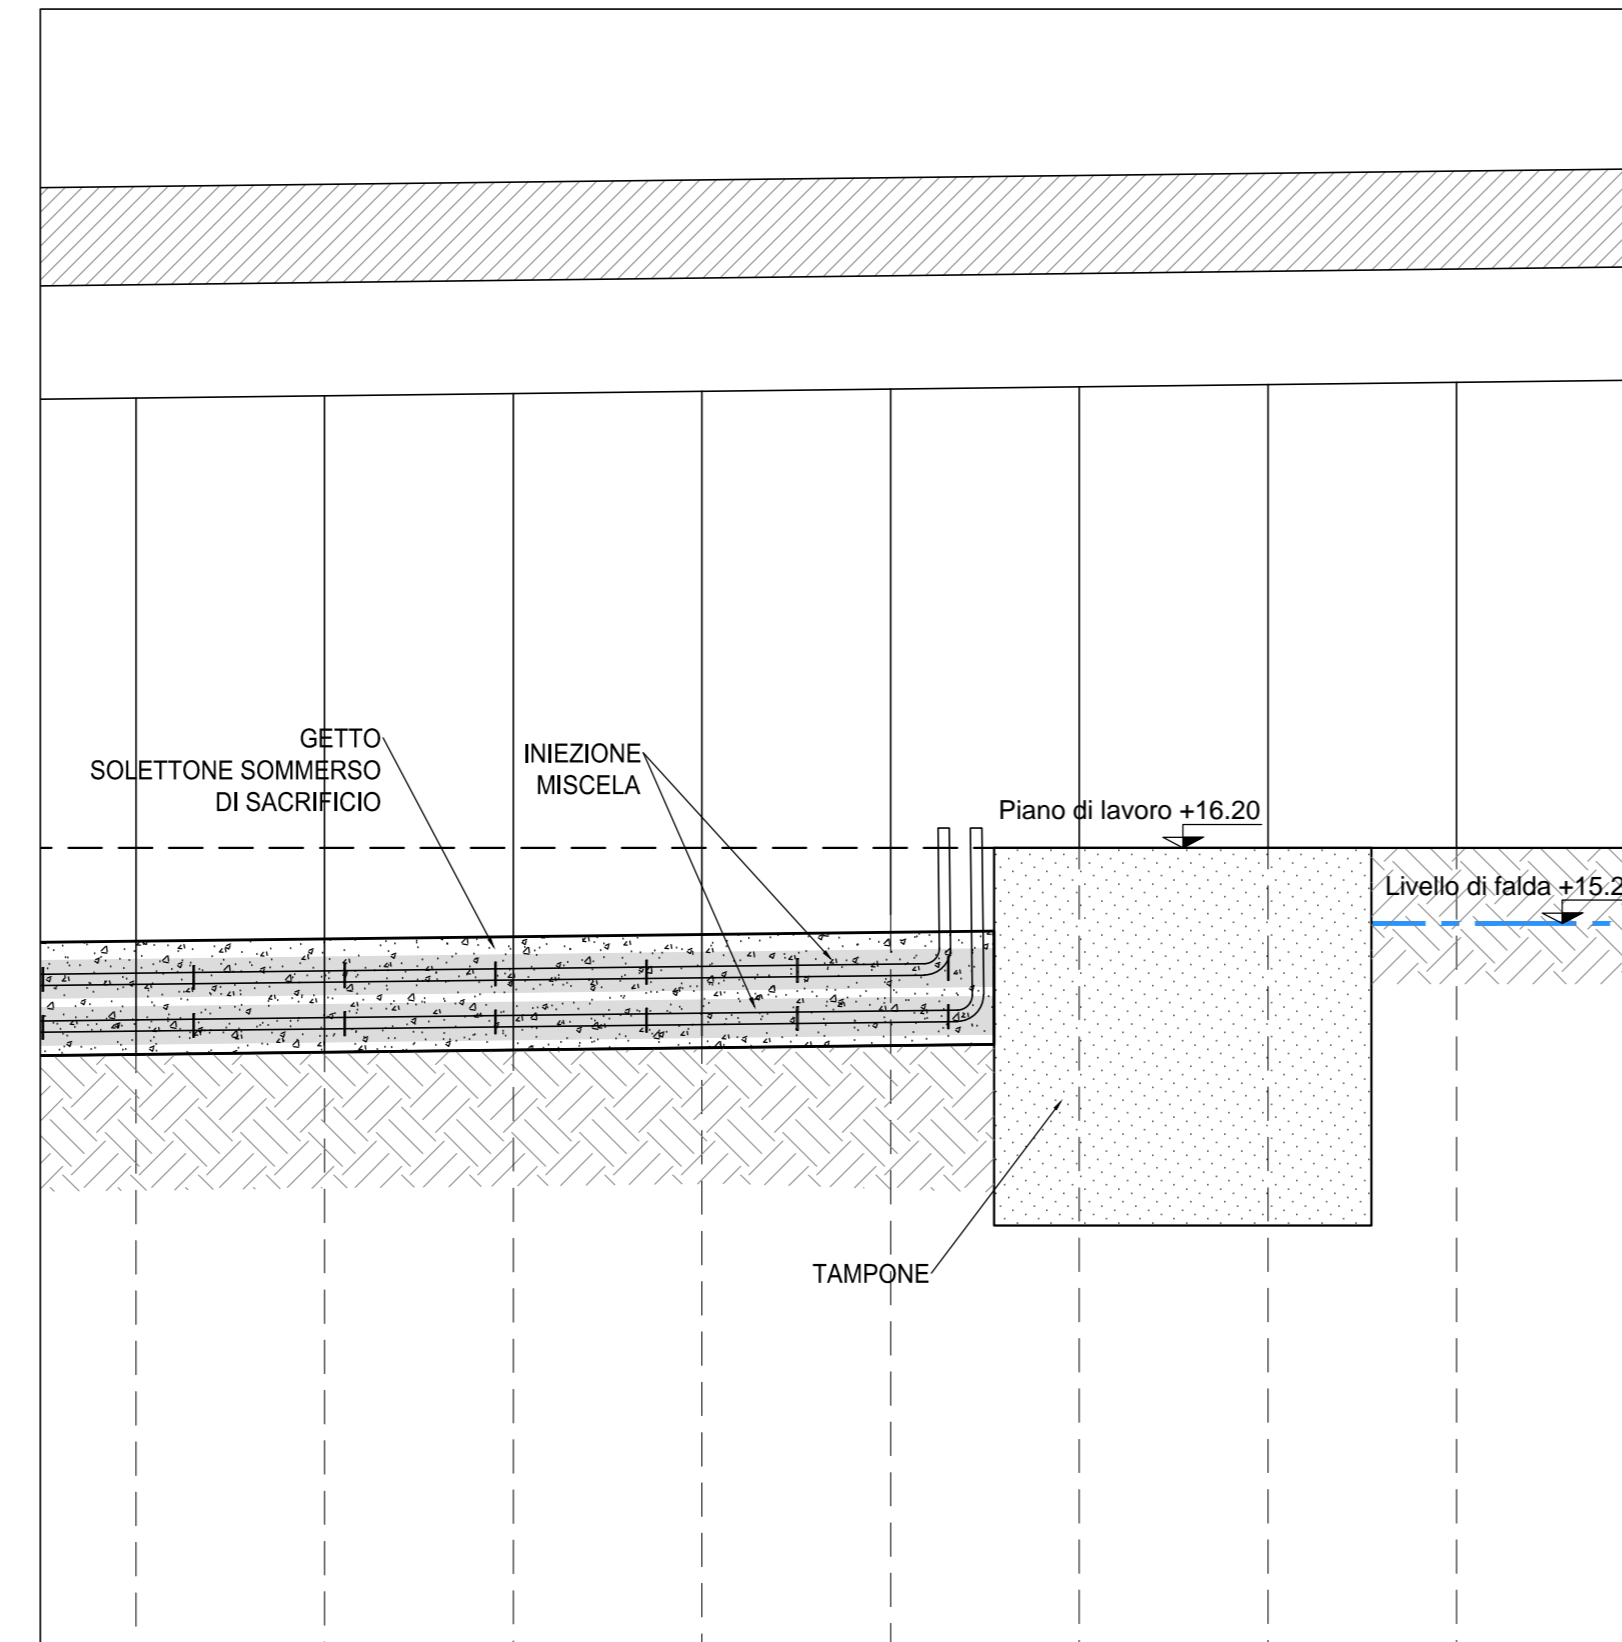 GETTO
SOLETTONE SOMMERSO
DI SACRIFICIO
INIEZIONE
MISCELA
Piano di lavoro +16.20
Livello di falda +15.2
TAMPONE